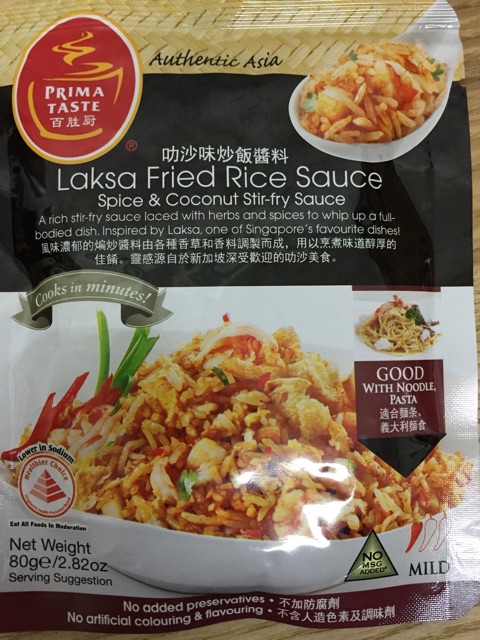 Authentic Asia
PRIMA
TASTE
百胜厨
®
叻沙味炒飯醬料
Laksa Fried Rice Sauce
Spice & Coconut Stir-fry Sauce
A rich stir-fry sauce laced with herbs and spices to whip up a full-
bodied dish. Inspired by Laksa, one of Singapore's favourite dishes!
風味濃郁的煸炒醬料由各種香草和香料調製而成，用以烹煮味道醇厚的
佳餚。靈感源自於新加坡深受歡迎的叻沙美食。
Cooks in minutes!
GOOD
WITH NOODLE,
PASTA
適合麵條、
義大利麵食
Lower in Sodium
Healthier Choice
Eat All Foods In Moderation
Net Weight
80g/2.82oz
Serving Suggestion
NO
MSG
ADDED*
MILD
No added preservatives • 不加防腐劑
No artificial colouring & flavouring • 不含人造色素及調味劑